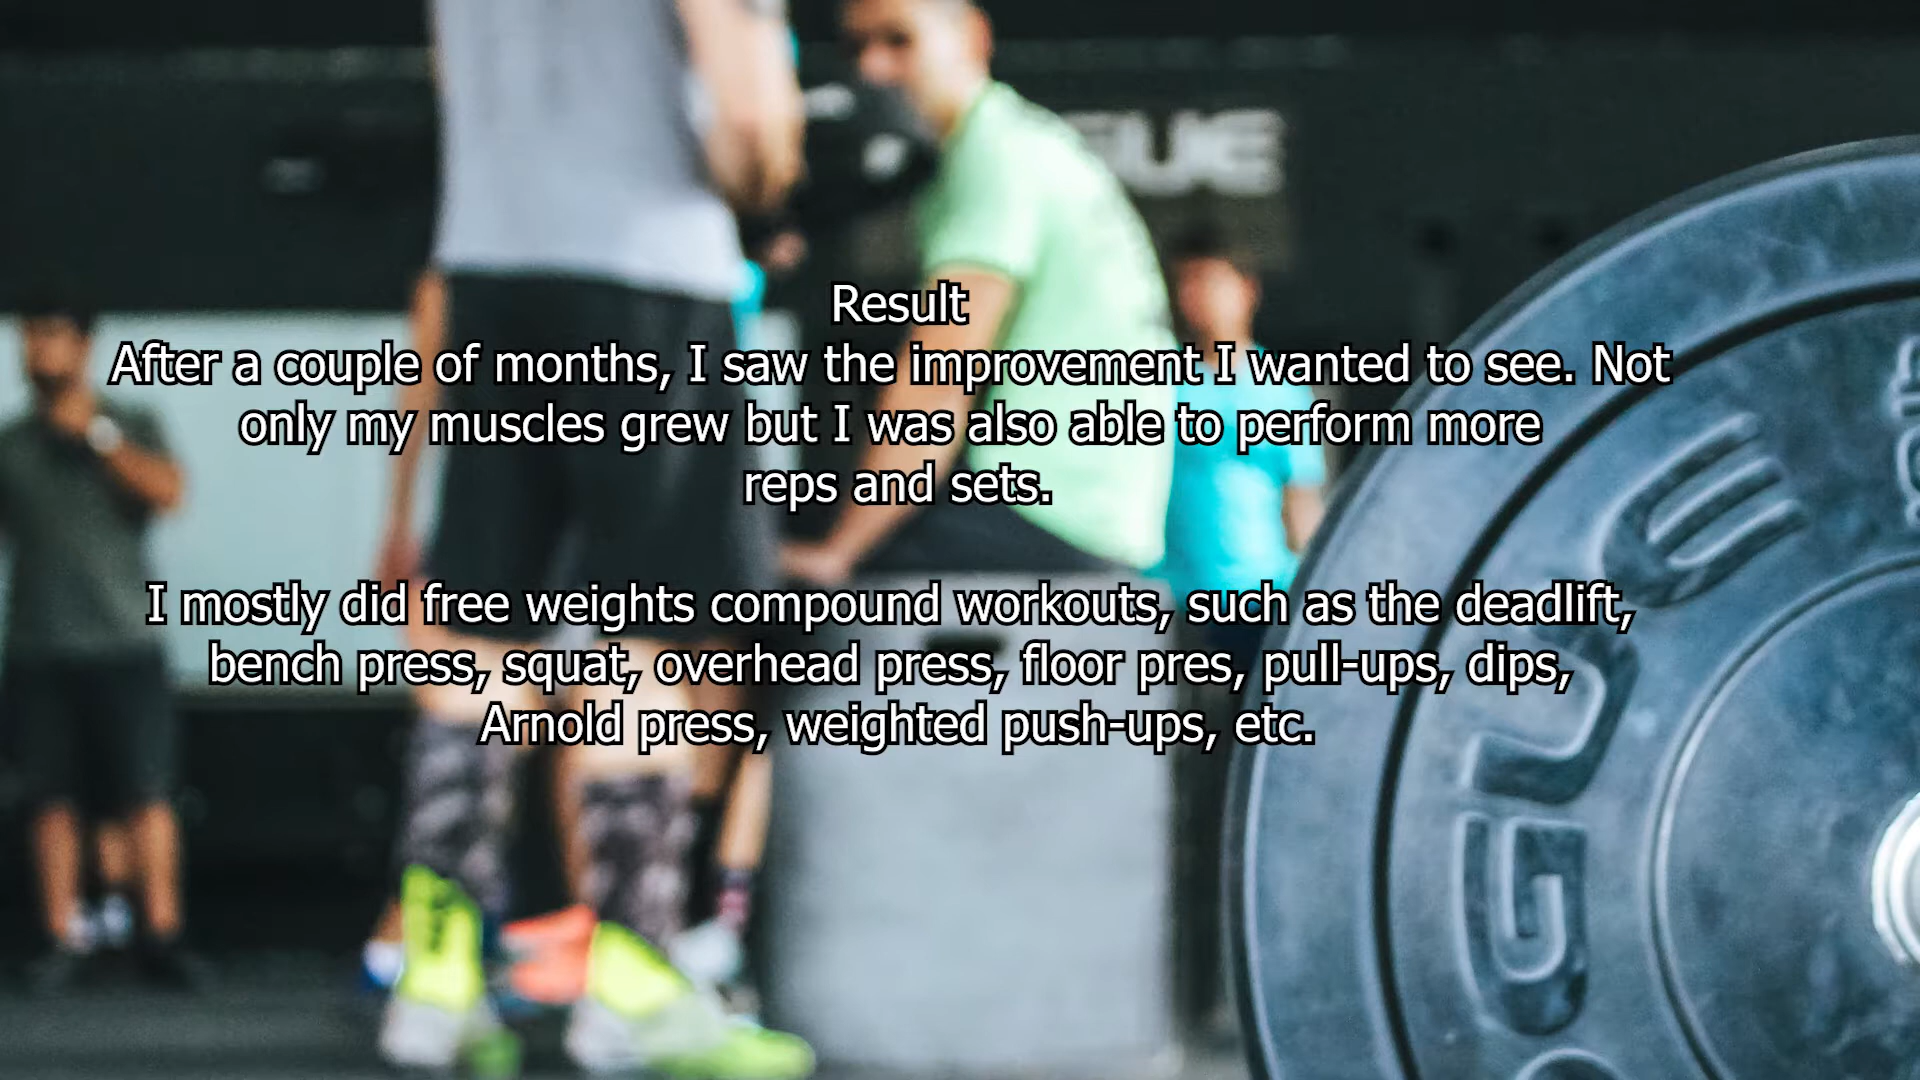 Result
After a couple of months, I saw the improvement I wanted to see. Not
only my muscles grew but I was also able to perform more
reps and sets.
I mostly did free weights compound workouts, such as the deadlift,
bench press, squat, overhead press, floor pres, pull-ups, dips,
Arnold press, weighted push-ups, etc.
GUE